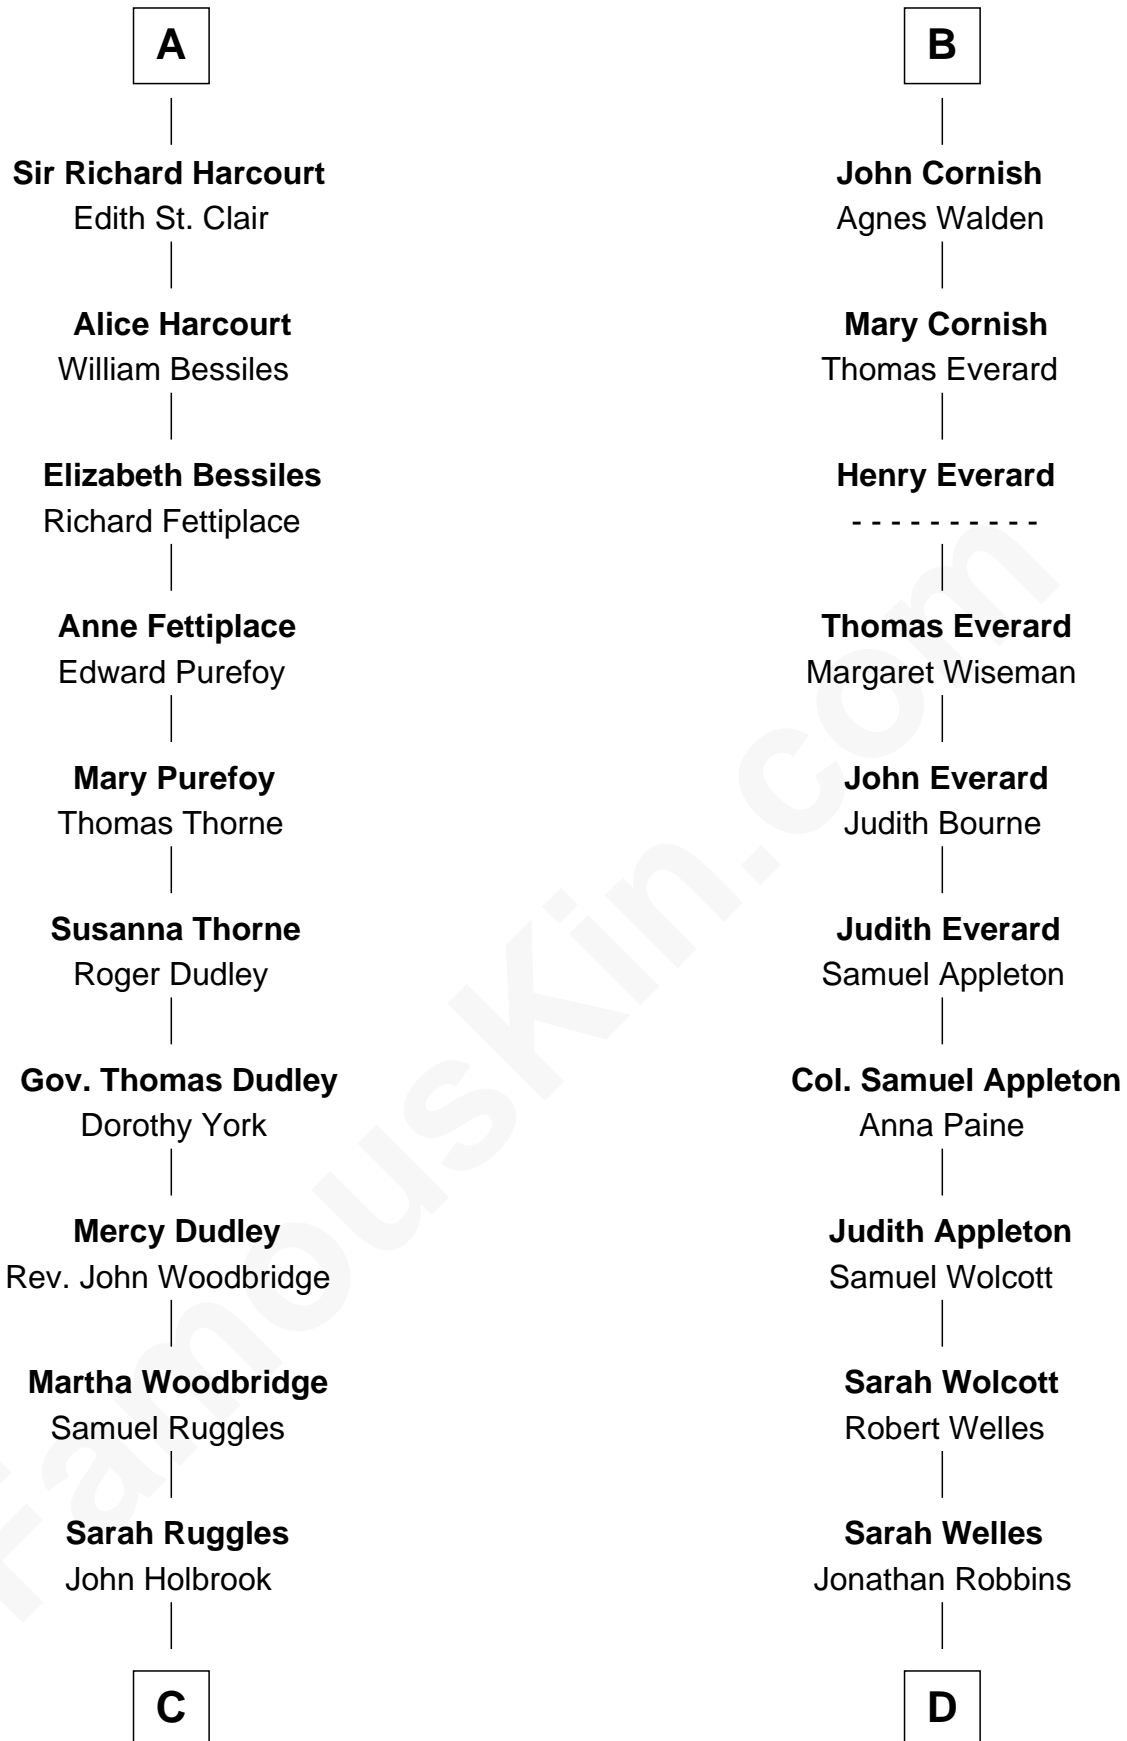 A
Sir Richard Harcourt
Edith St. Clair
Alice Harcourt
William Bessiles
Elizabeth Bessiles
Richard Fettiplace
Anne Fettiplace
Edward Purefoy
Mary Purefoy
Thomas Thorne
Susanna Thorne
Roger Dudley
Gov. Thomas Dudley
Dorothy York
Mercy Dudley
Rev. John Woodbridge
Martha Woodbridge
Samuel Ruggles
Sarah Ruggles
John Holbrook
C
B
John Cornish
Agnes Walden
Mary Cornish
Thomas Everard
Henry Everard
- - - - - - - - - -
Thomas Everard
Margaret Wiseman
John Everard
Judith Bourne
Judith Everard
Samuel Appleton
Col. Samuel Appleton
Anna Paine
Judith Appleton
Samuel Wolcott
Sarah Wolcott
Robert Welles
Sarah Welles
Jonathan Robbins
D
FamousKin.com